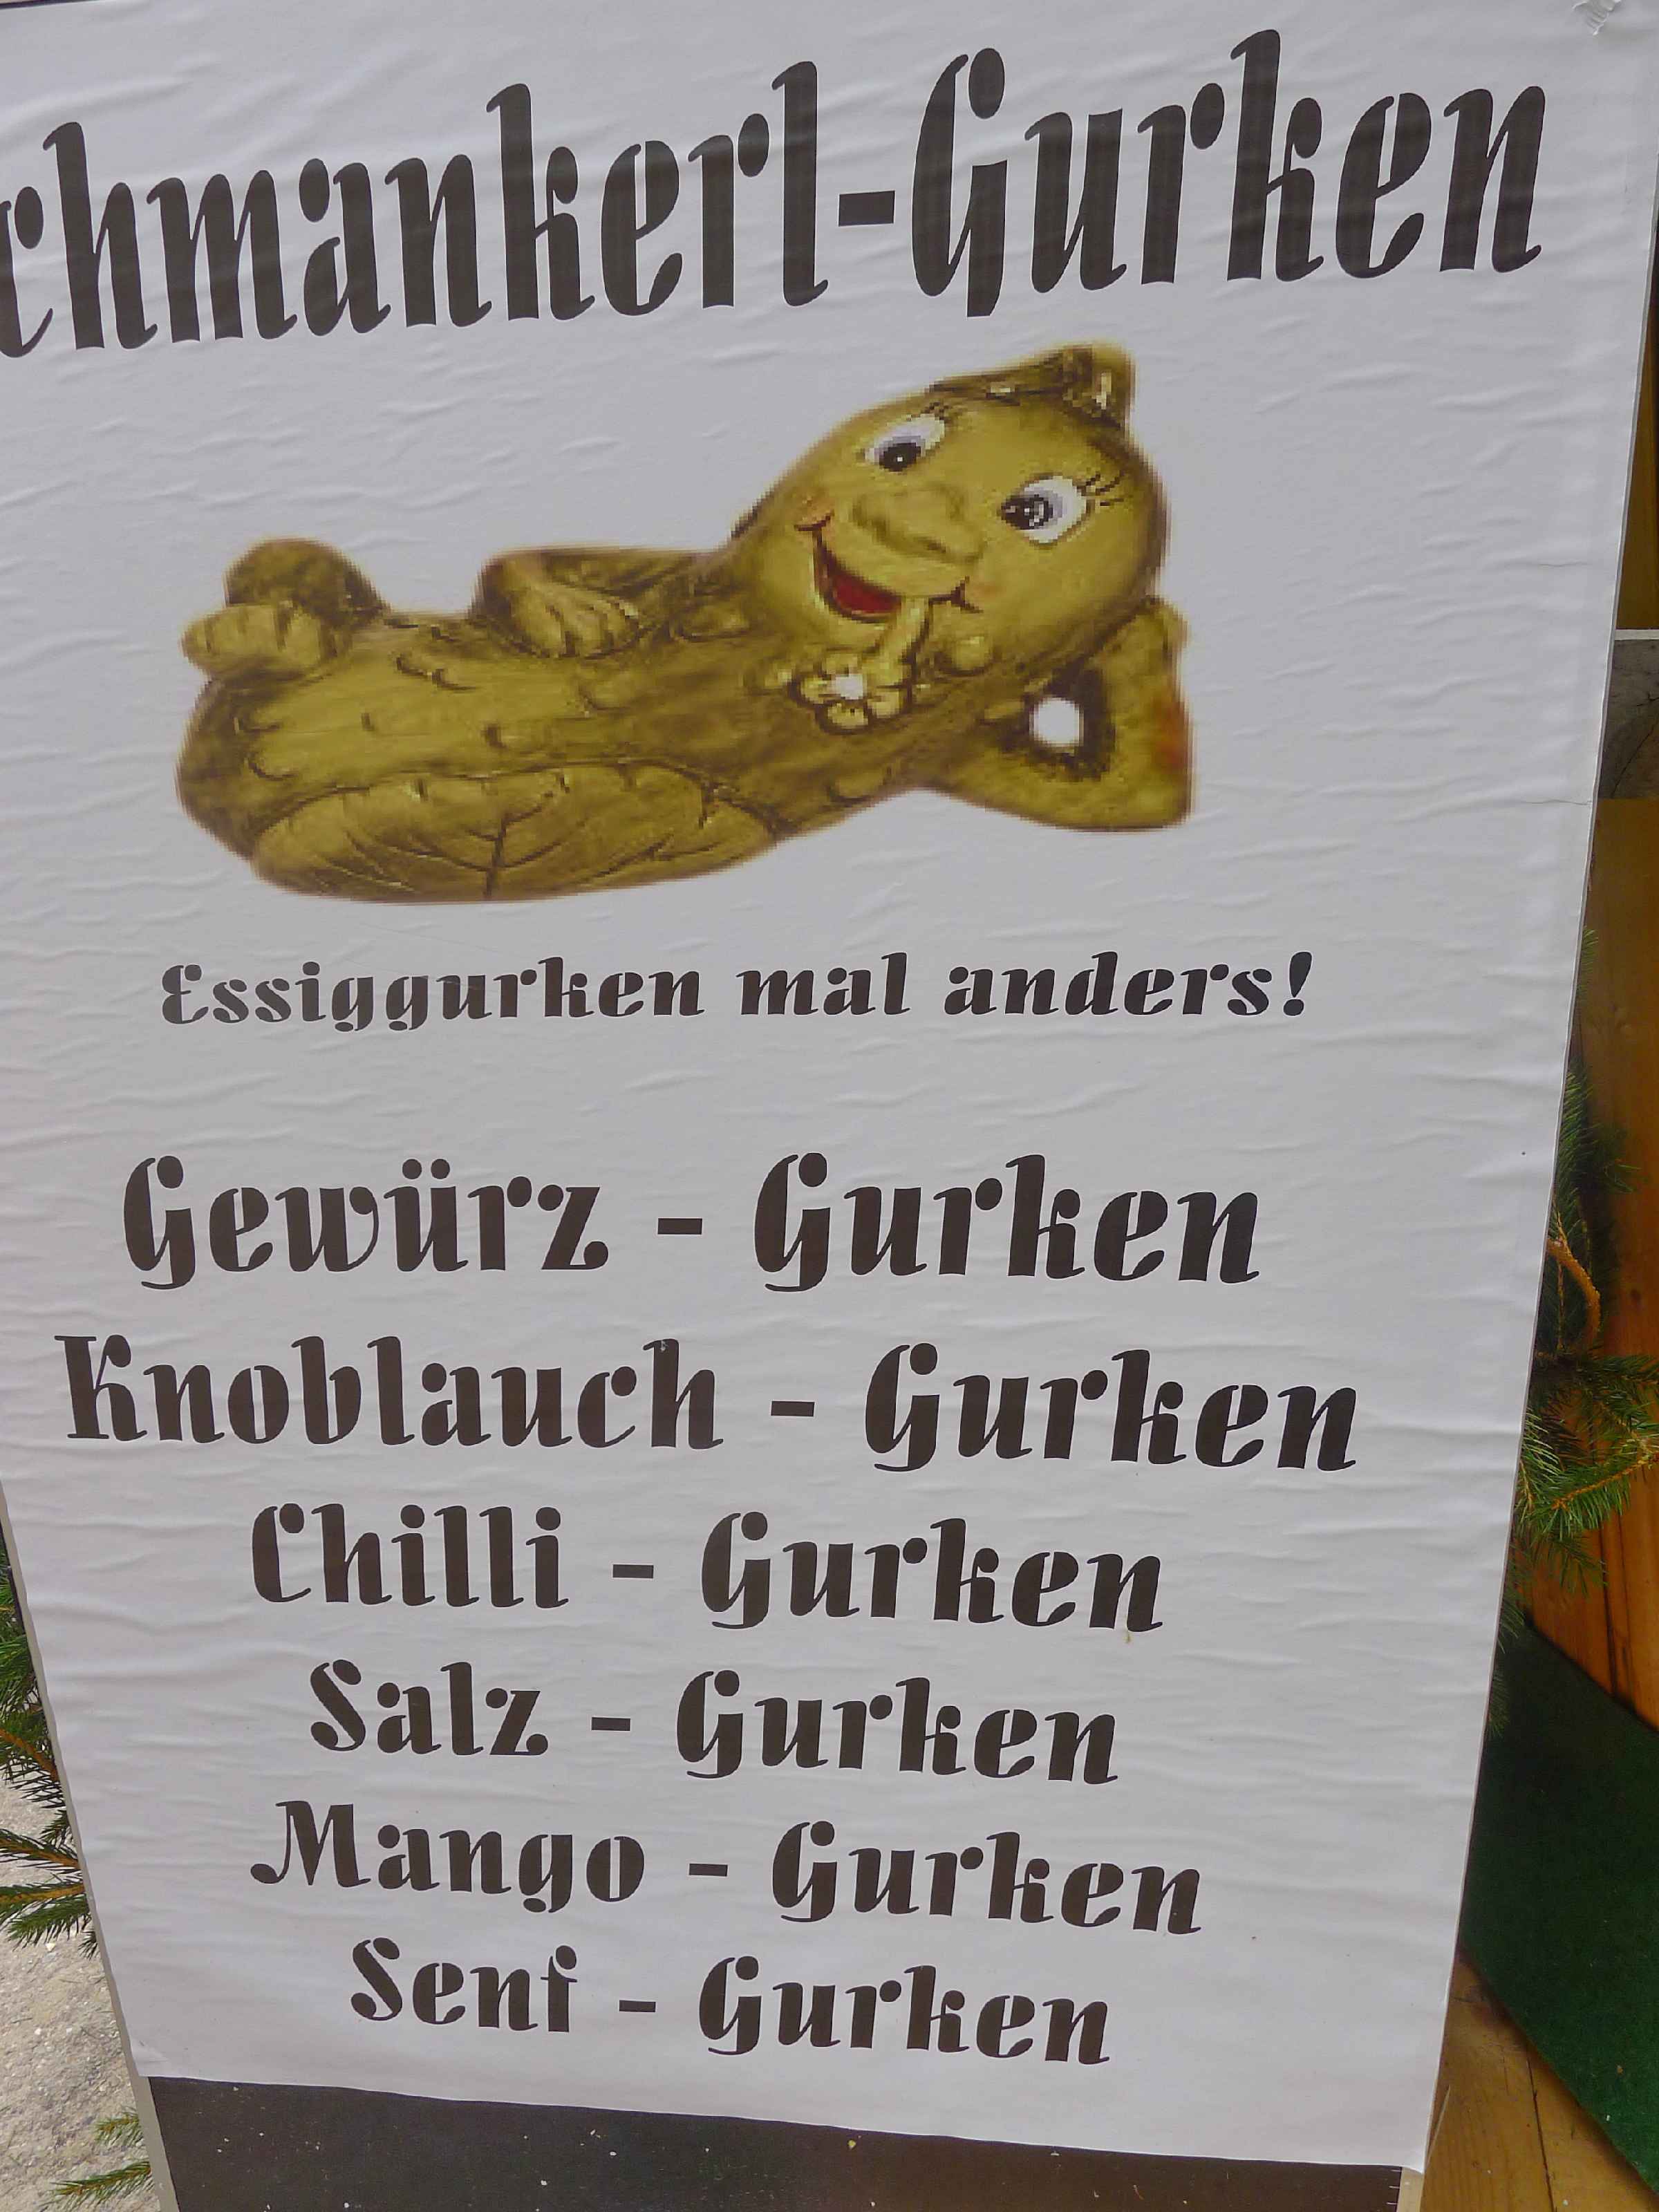 chmankerl-Gurken
Essiggurken mal anders!
Gewürz - Gurken
Knoblauch - Gurken
Chilli - Gurken
Salz - Gurken
Mango - Gurken
Senf - Gurken